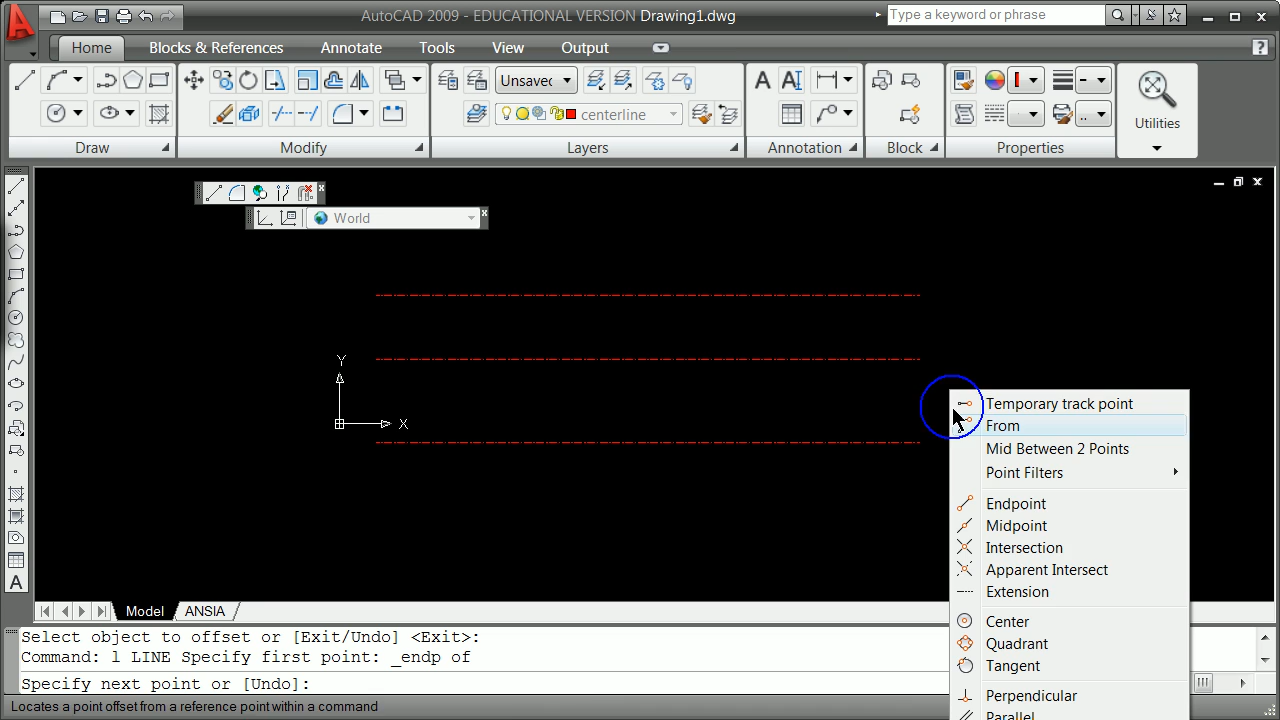 AutoCAD 2009 - EDUCATIONAL VERSION Drawing1.dwg
Type a keyword or phrase
Home Blocks & References Annotate Tools View Output
Unsaved
centerline
Utilities
Draw Modify Layers Annotation Block Properties
World
Y
X
Temporary track point
From
Mid Between 2 Points
Point Filters
Endpoint
Midpoint
Intersection
Apparent Intersect
Extension
Center
Quadrant
Tangent
Perpendicular
Parallel
Model ANSIA
Select object to offset or [Exit/Undo] <Exit>:
Command: l LINE Specify first point: _endp of
Specify next point or [Undo]:
Locates a point offset from a reference point within a command